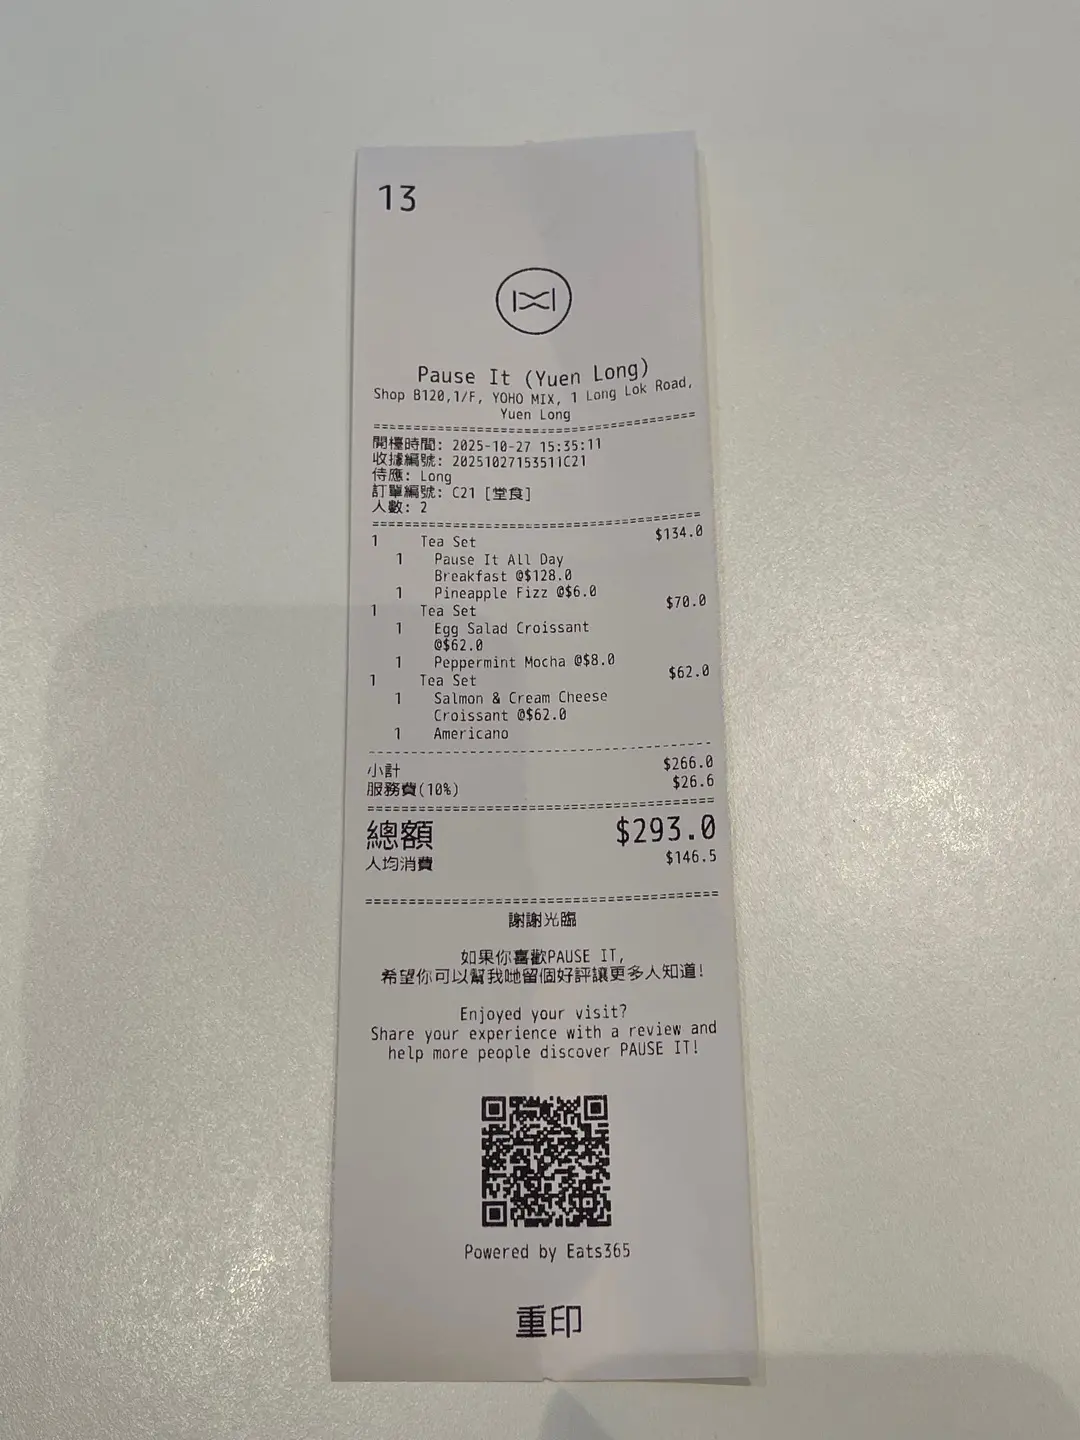 13
Pause It (Yuen Long)
Shop B120,1/F, YOHO MIX, 1 Long Lok Road,
Yuen Long
開檯時間: 2025-10-27 15:35:11
收據編號: 20251027153511C21
侍應: Long
訂單編號: C21 [堂食]
人數: 2
1 Tea Set $134.0
1 Pause It All Day
Breakfast @$128.0
1 Pineapple Fizz @$6.0
1 Tea Set $70.0
1 Egg Salad Croissant
@$62.0
1 Peppermint Mocha @$8.0
1 Tea Set $62.0
1 Salmon & Cream Cheese
Croissant @$62.0
1 Americano
小計 $266.0
服務費(10%) $26.6
總額 $293.0
人均消費 $146.5
謝謝光臨
如果你喜歡PAUSE IT,
希望你可以幫我哋留個好評讓更多人知道!
Enjoyed your visit?
Share your experience with a review and
help more people discover PAUSE IT!
Powered by Eats365
重印